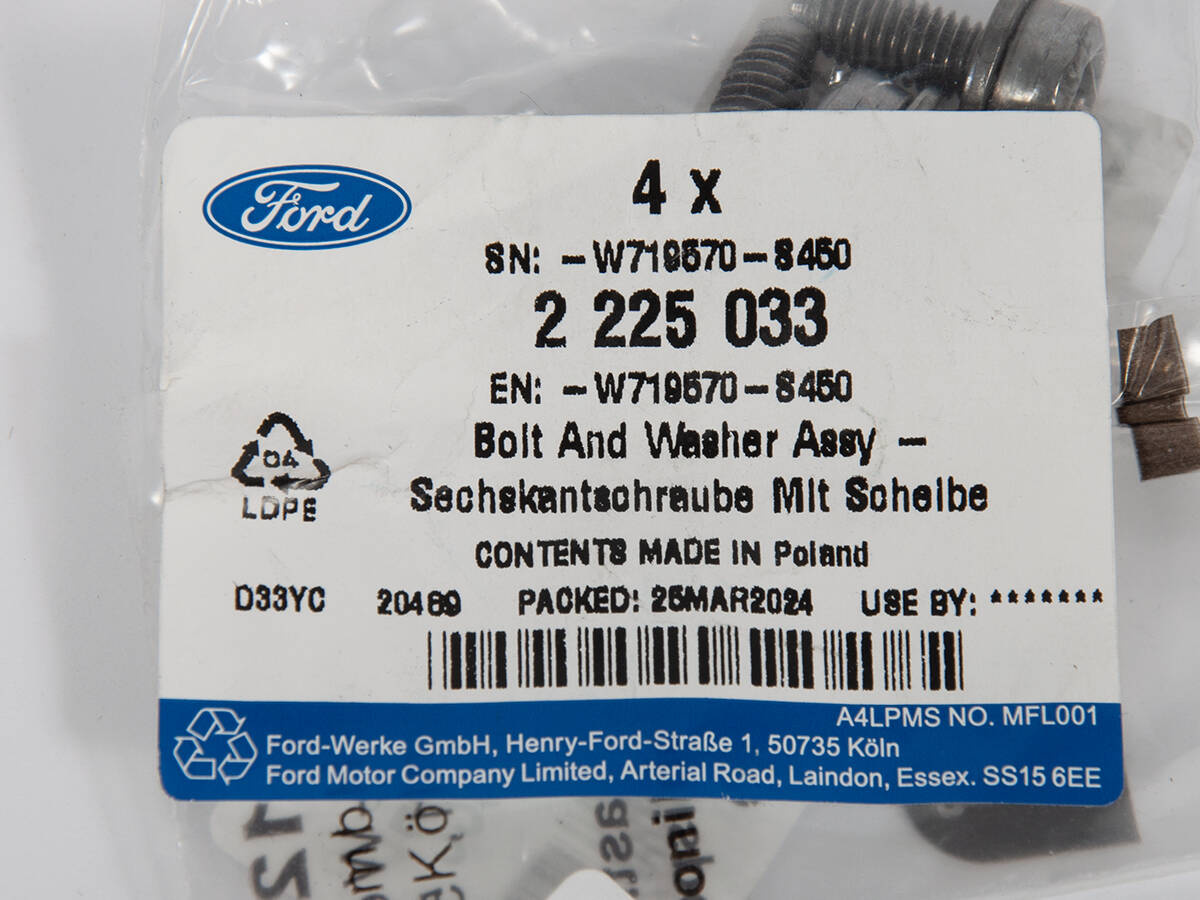 Ford
4 x
SN: -W719570-S450
2 225 033
EN: -W719570-S450
Bolt And Washer Assy -
Sechskantschraube Mit Scheibe
04
LDPE
CONTENTS MADE IN Poland
D33YC 20469 PACKED: 25MAR2024 USE BY: *******
A4LPMS NO. MFL001
Ford-Werke GmbH, Henry-Ford-Straße 1, 50735 Köln
Ford Motor Company Limited, Arterial Road, Laindon, Essex. SS15 6EE